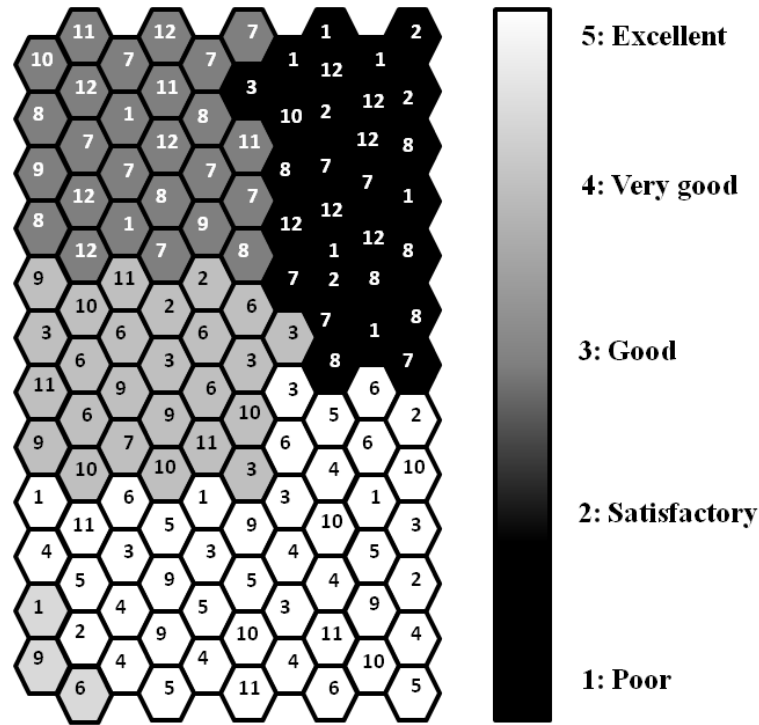 11 12 7 1 2
10 7 7 1 12 1
12 11 3 12 2
8 1 8 10 2
7 12 11 12 8
9 7 7 8 7 7
12 8 7 12 1
8 1 9 12 12
12 7 8 1 8
9 11 2 7 2 8
10 2 6 7 8
3 6 6 3 1
6 3 3 8 7
11 9 6 3 6
6 9 10 5 2
9 7 11 6 6
10 10 3 4 10
1 6 1 3 1
11 5 9 10 3
4 3 3 4 5
5 9 5 4 2
1 4 5 3 9
2 9 10 11 4
9 4 4 4 10
6 5 11 6 5
5: Excellent
4: Very good
3: Good
2: Satisfactory
1: Poor